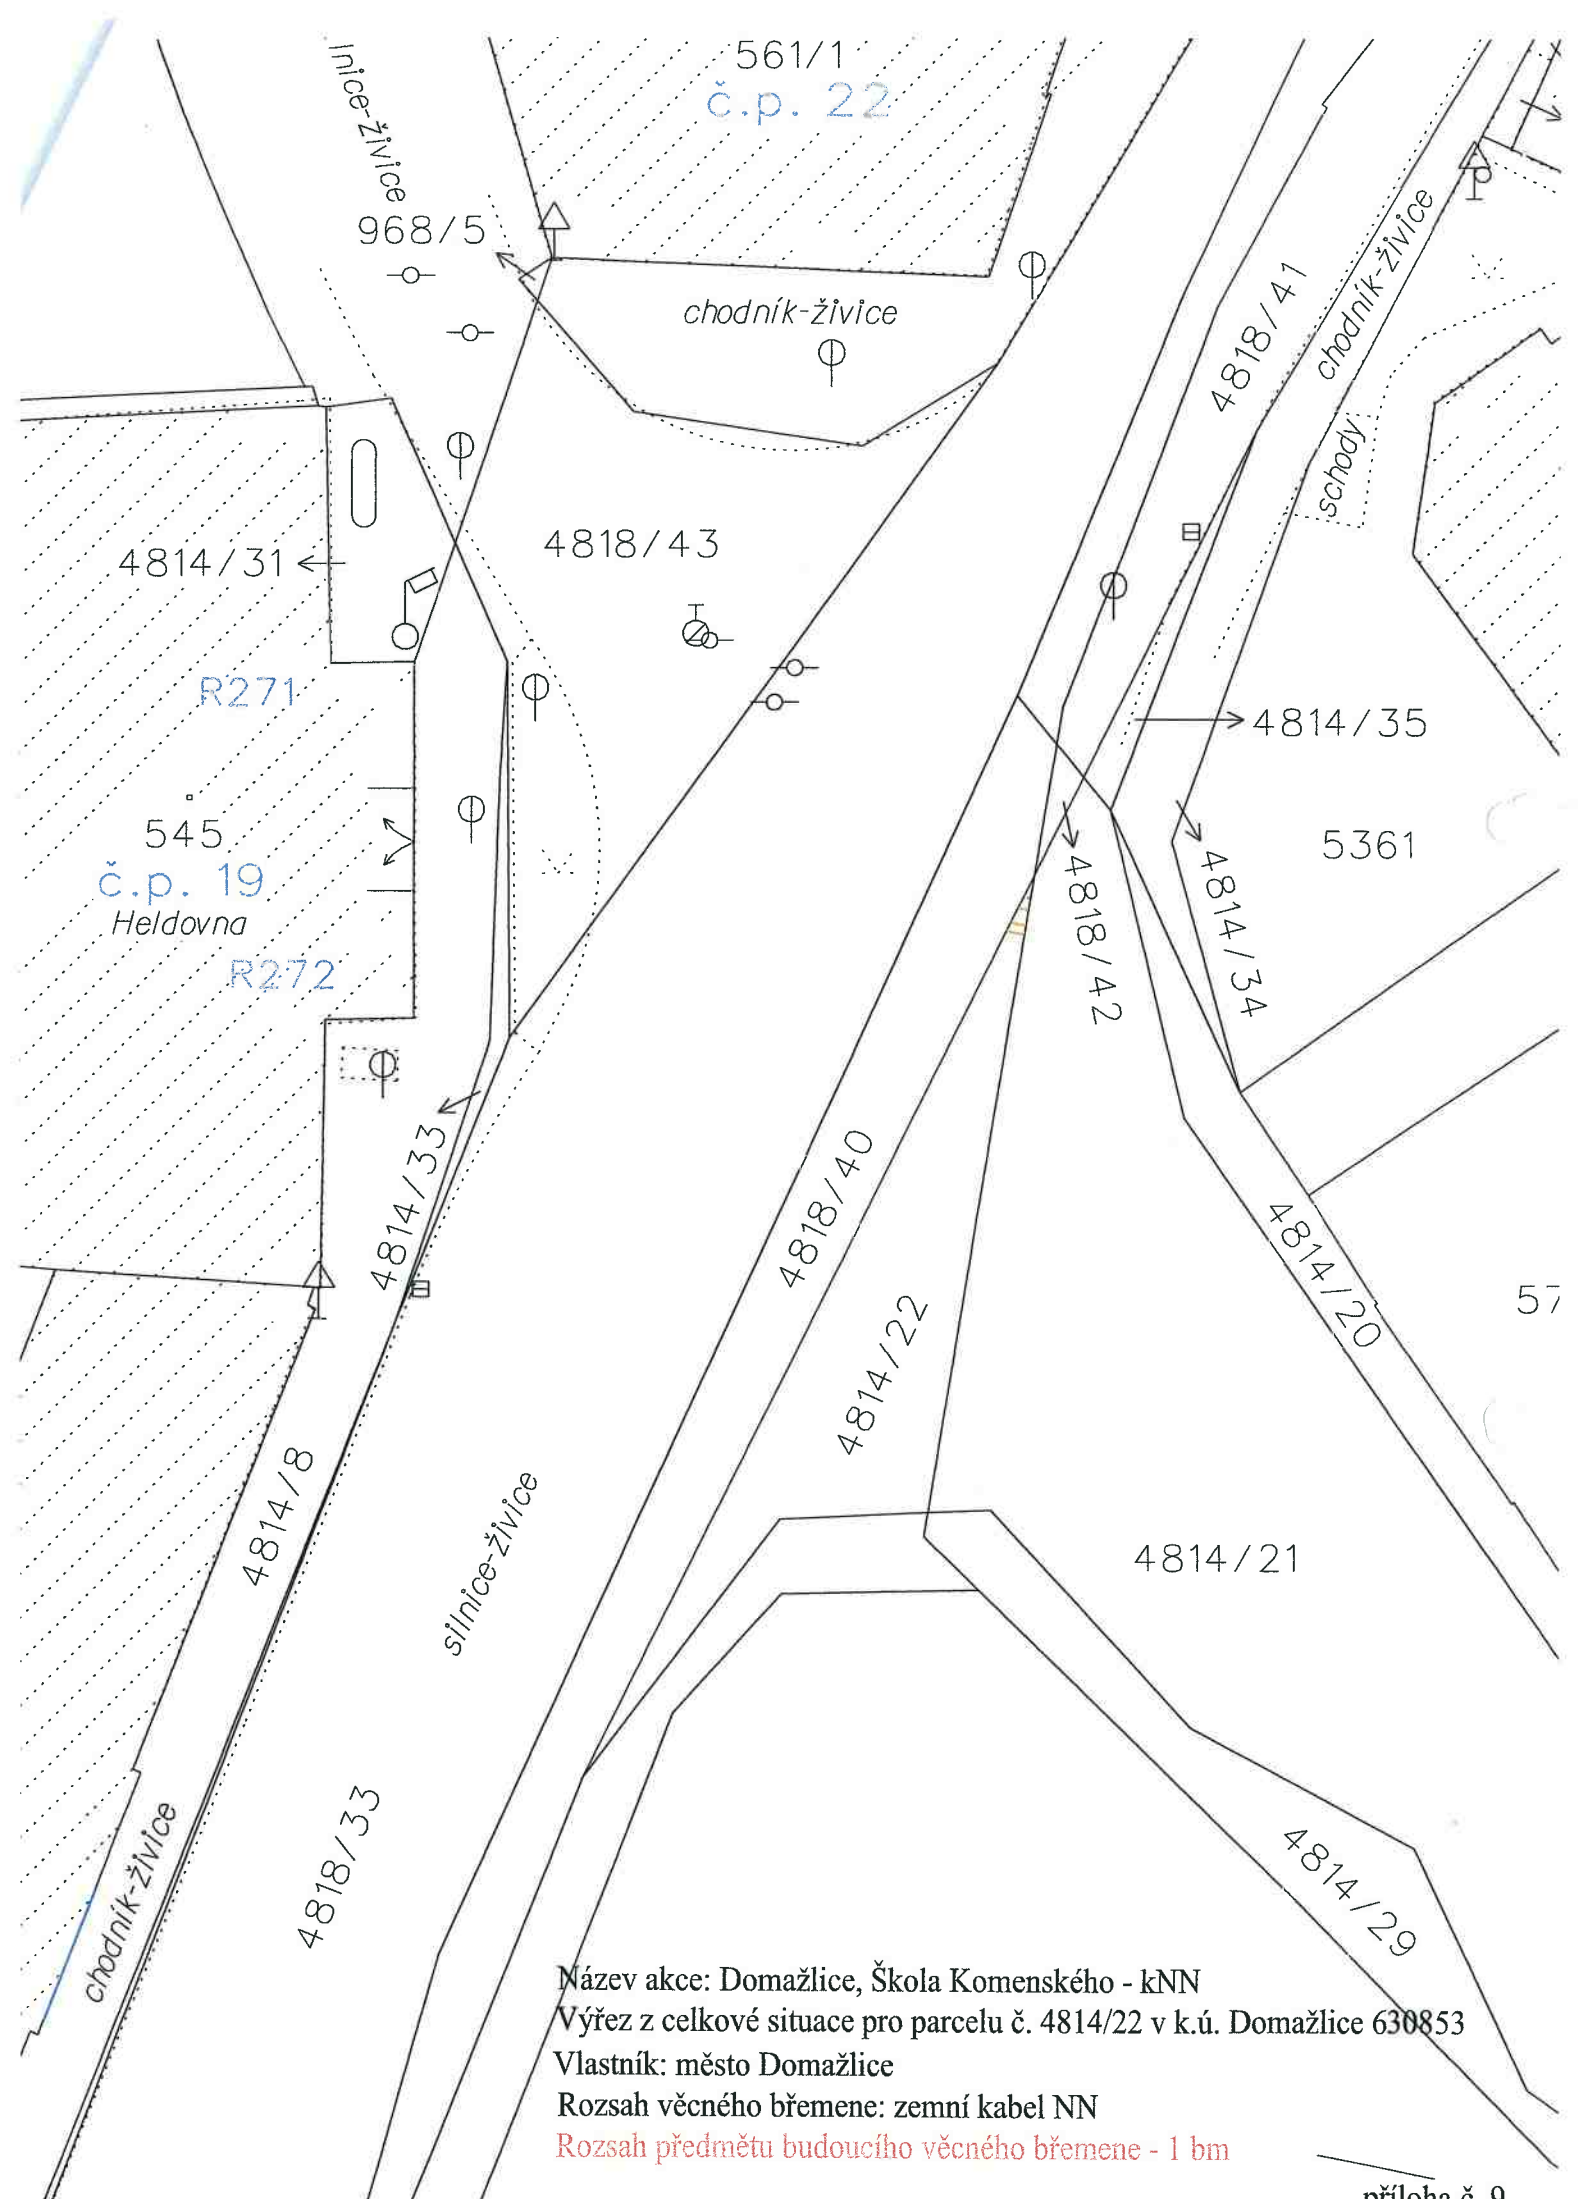 561/1
č.p. 22
lnice-živice
968/5
chodník-živice
4818/41
chodník-živice
schody
4814/31
4818/43
R271
4814/35
545
č.p. 19
Heldovna
R272
5361
4818/42
4814/34
4814/33
4818/40
4814/20
57
4814/22
4814/8
silnice-živice
4814/21
4818/33
chodník-živice
4814/29
Název akce: Domažlice, Škola Komenského - kNN
Výřez z celkové situace pro parcelu č. 4814/22 v k.ú. Domažlice 630853
Vlastník: město Domažlice
Rozsah věcného břemene: zemní kabel NN
Rozsah předmětu budoucího věcného břemene - 1 bm
příloha č. 9